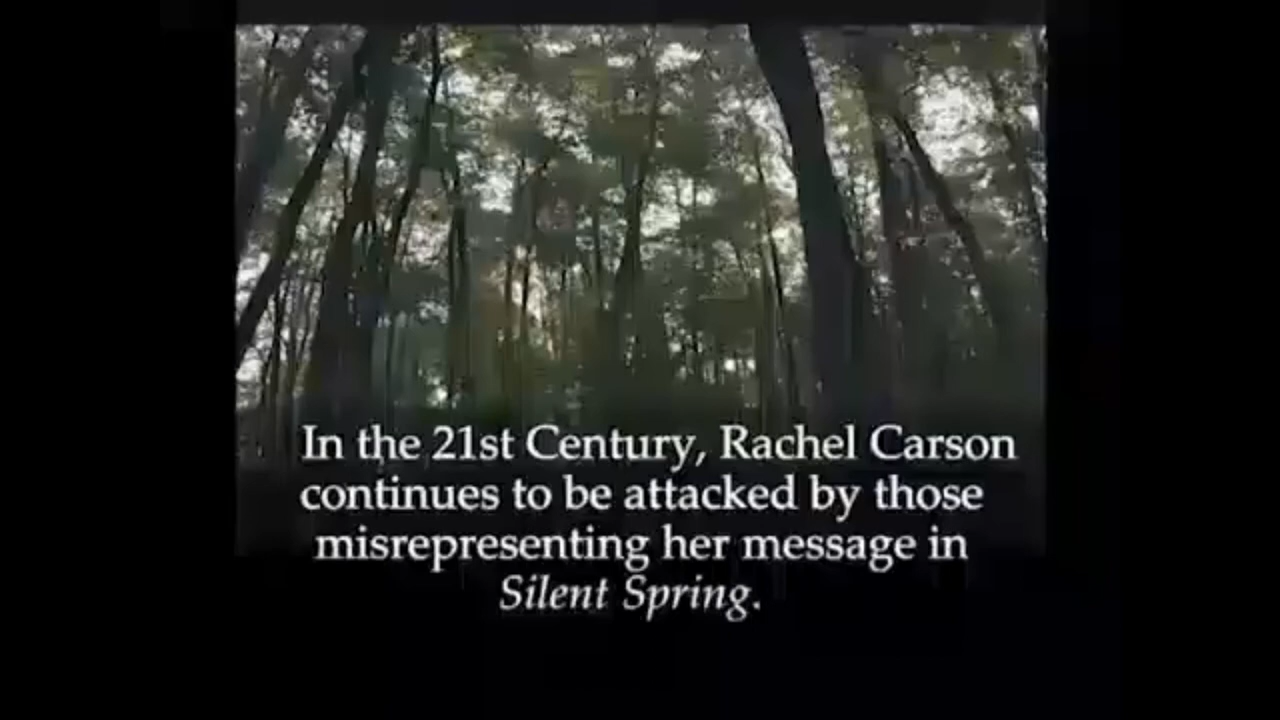 In the 21st Century, Rachel Carson
continues to be attacked by those
misrepresenting her message in
Silent Spring.